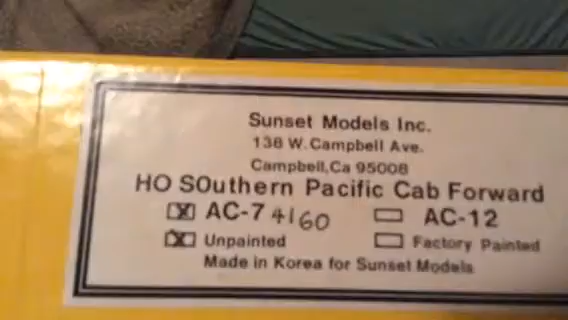 Sunset Models Inc.
138 W. Campbell Ave.
Campbell, Ca 95008
HO SOuthern Pacific Cab Forward
☒ AC-7 4160 ☐ AC-12
☒ Unpainted ☐ Factory Painted
Made in Korea for Sunset Models